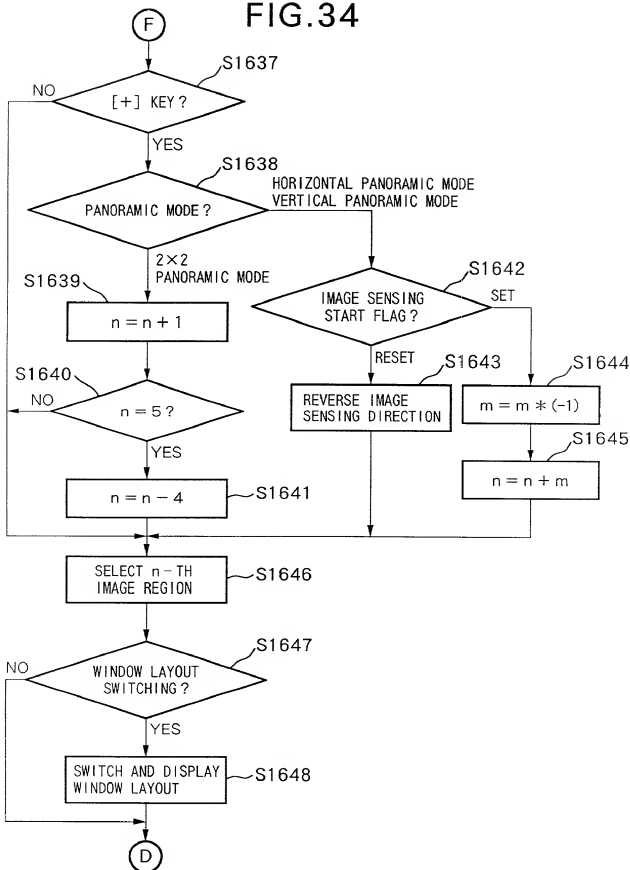 FIG.34
F
S1637
[+] KEY?
NO
YES
S1638
PANORAMIC MODE?
HORIZONTAL PANORAMIC MODE
VERTICAL PANORAMIC MODE
2×2
PANORAMIC MODE
S1639
n=n+1
S1642
IMAGE SENSING
START FLAG?
SET
RESET
S1640
n=5?
NO
YES
S1643
REVERSE IMAGE
SENSING DIRECTION
S1644
m=m*(-1)
S1645
n=n+m
n=n-4
S1641
SELECT n-TH
IMAGE REGION
S1646
S1647
WINDOW LAYOUT
SWITCHING?
NO
YES
SWITCH AND DISPLAY
WINDOW LAYOUT
S1648
D